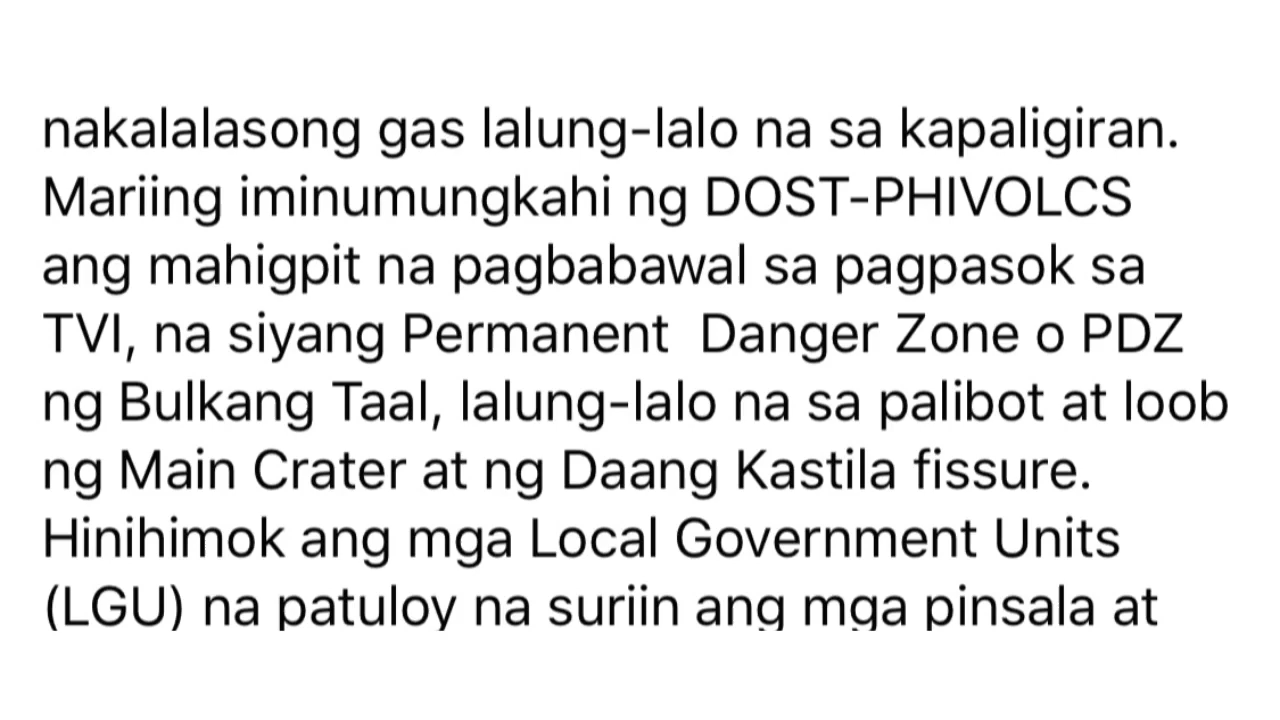 nakalalasong gas lalung-lalo na sa kapaligiran.
Mariing iminumungkahi ng DOST-PHIVOLCS
ang mahigpit na pagbabawal sa pagpasok sa
TVI, na siyang Permanent  Danger Zone o PDZ
ng Bulkang Taal, lalung-lalo na sa palibot at loob
ng Main Crater at ng Daang Kastila fissure.
Hinihimok ang mga Local Government Units
(LGU) na patuloy na suriin ang mga pinsala at